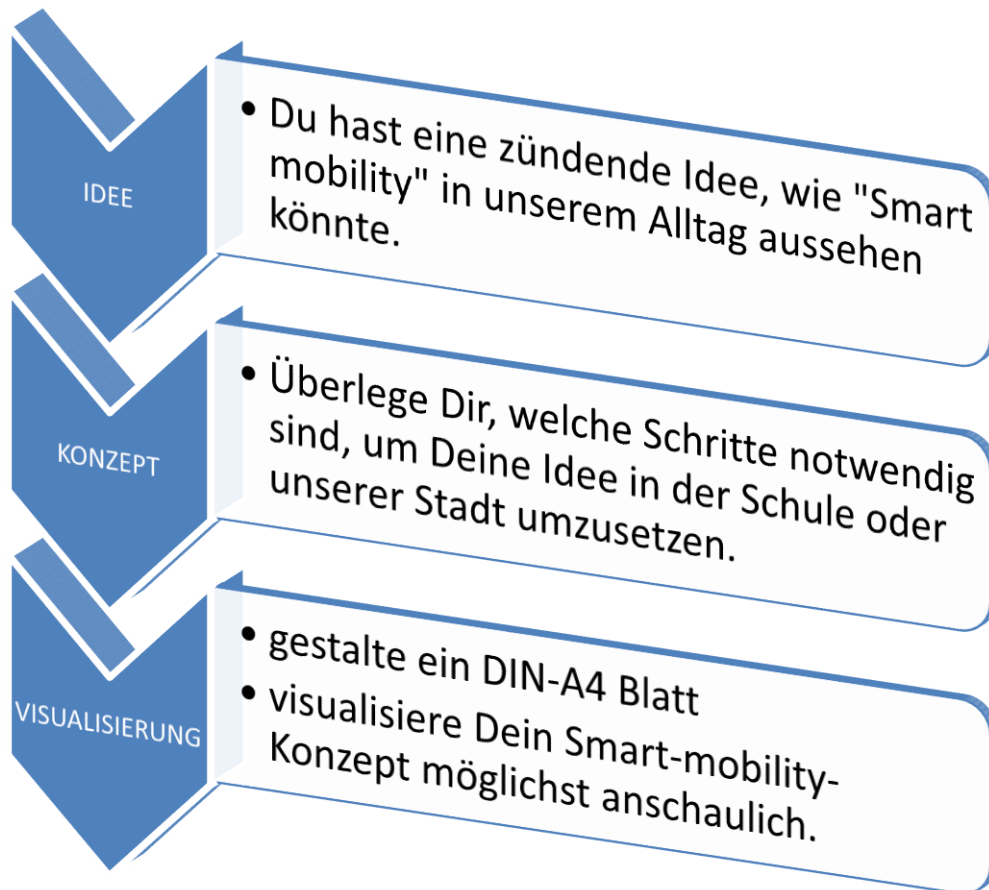 IDEE
• Du hast eine zündende Idee, wie "Smart
mobility" in unserem Alltag aussehen
könnte.
KONZEPT
• Überlege Dir, welche Schritte notwendig
sind, um Deine Idee in der Schule oder
unserer Stadt umzusetzen.
VISUALISIERUNG
• gestalte ein DIN-A4 Blatt
• visualisiere Dein Smart-mobility-
Konzept möglichst anschaulich.